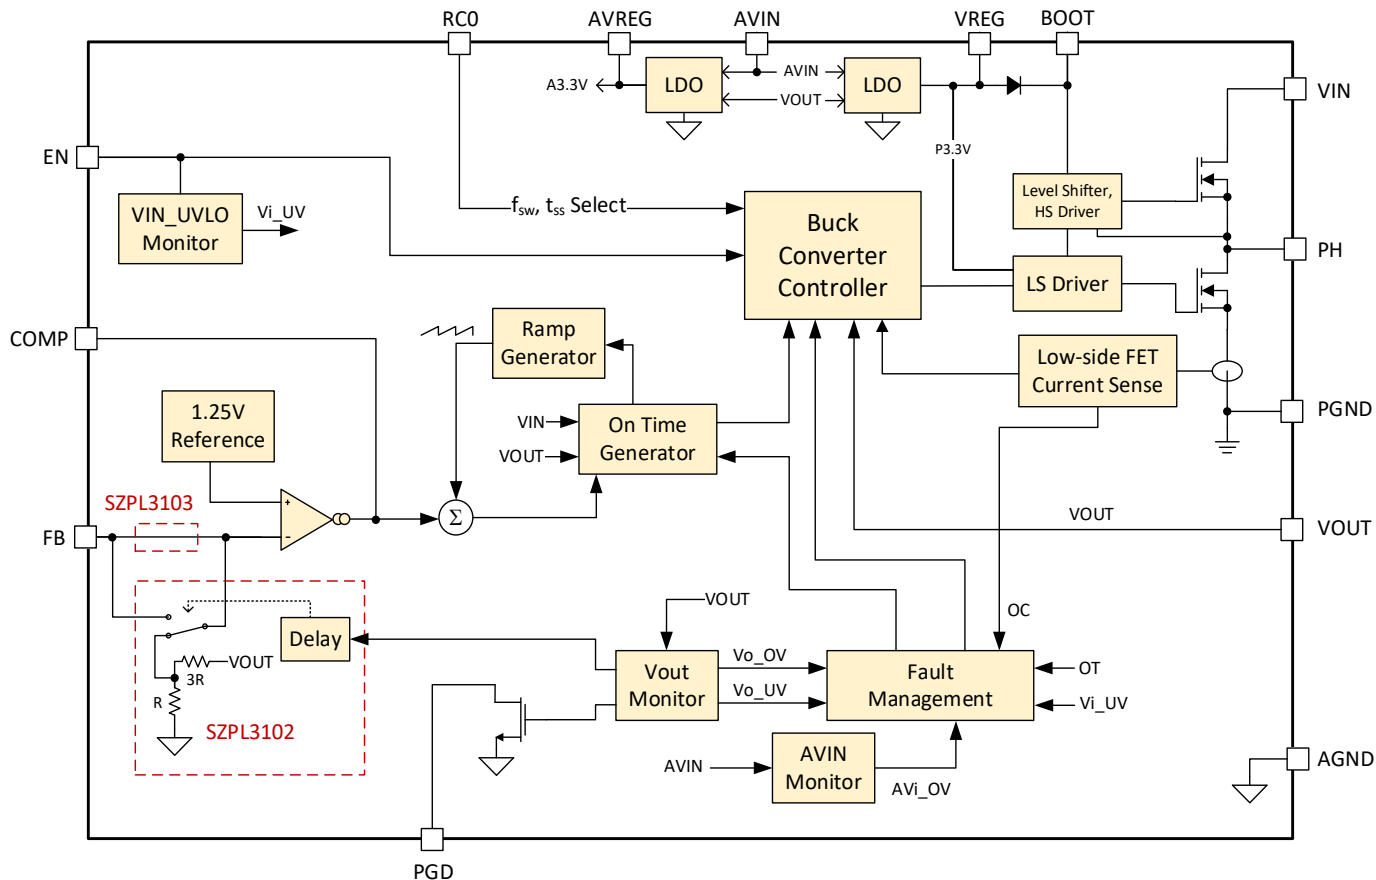 RC0
AVREG
AVIN
VREG
BOOT
LDO
A3.3V
AVIN
VOUT
LDO
VIN
P3.3V
EN
VIN_UVLO
Monitor
Vi_UV
fsw, tss Select
Buck
Converter
Controller
Level Shifter,
HS Driver
PH
LS Driver
COMP
Ramp
Generator
Low-side FET
Current Sense
1.25V
Reference
VIN
VOUT
On Time
Generator
PGND
SZPL3103
+
-
Σ
FB
VOUT
VOUT
Delay
VOUT
3R
R
SZPL3102
VOUT
Vout
Monitor
Vo_OV
Vo_UV
OC
Fault
Management
OT
Vi_UV
AVIN
AVIN
Monitor
AVi_OV
AGND
PGD